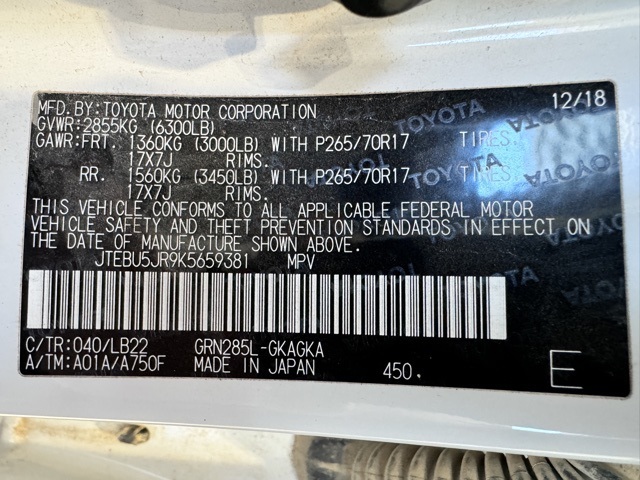 MFD.BY:TOYOTA MOTOR CORPORATION 12/18
GVWR:2855KG (6300LB)
GAWR:FRT. 1360KG (3000LB) WITH P265/70R17 TIRES,
17X7J RIMS.
RR. 1560KG (3450LB) WITH P265/70R17 TIRES,
17X7J RIMS.
THIS VEHICLE CONFORMS TO ALL APPLICABLE FEDERAL MOTOR
VEHICLE SAFETY AND THEFT PREVENTION STANDARDS IN EFFECT ON
THE DATE OF MANUFACTURE SHOWN ABOVE.
JTEBU5JR9K5659381 MPV
C/TR:040/LB22 GRN285L-GKAGKA
A/TM:A01A/A750F MADE IN JAPAN 450. E